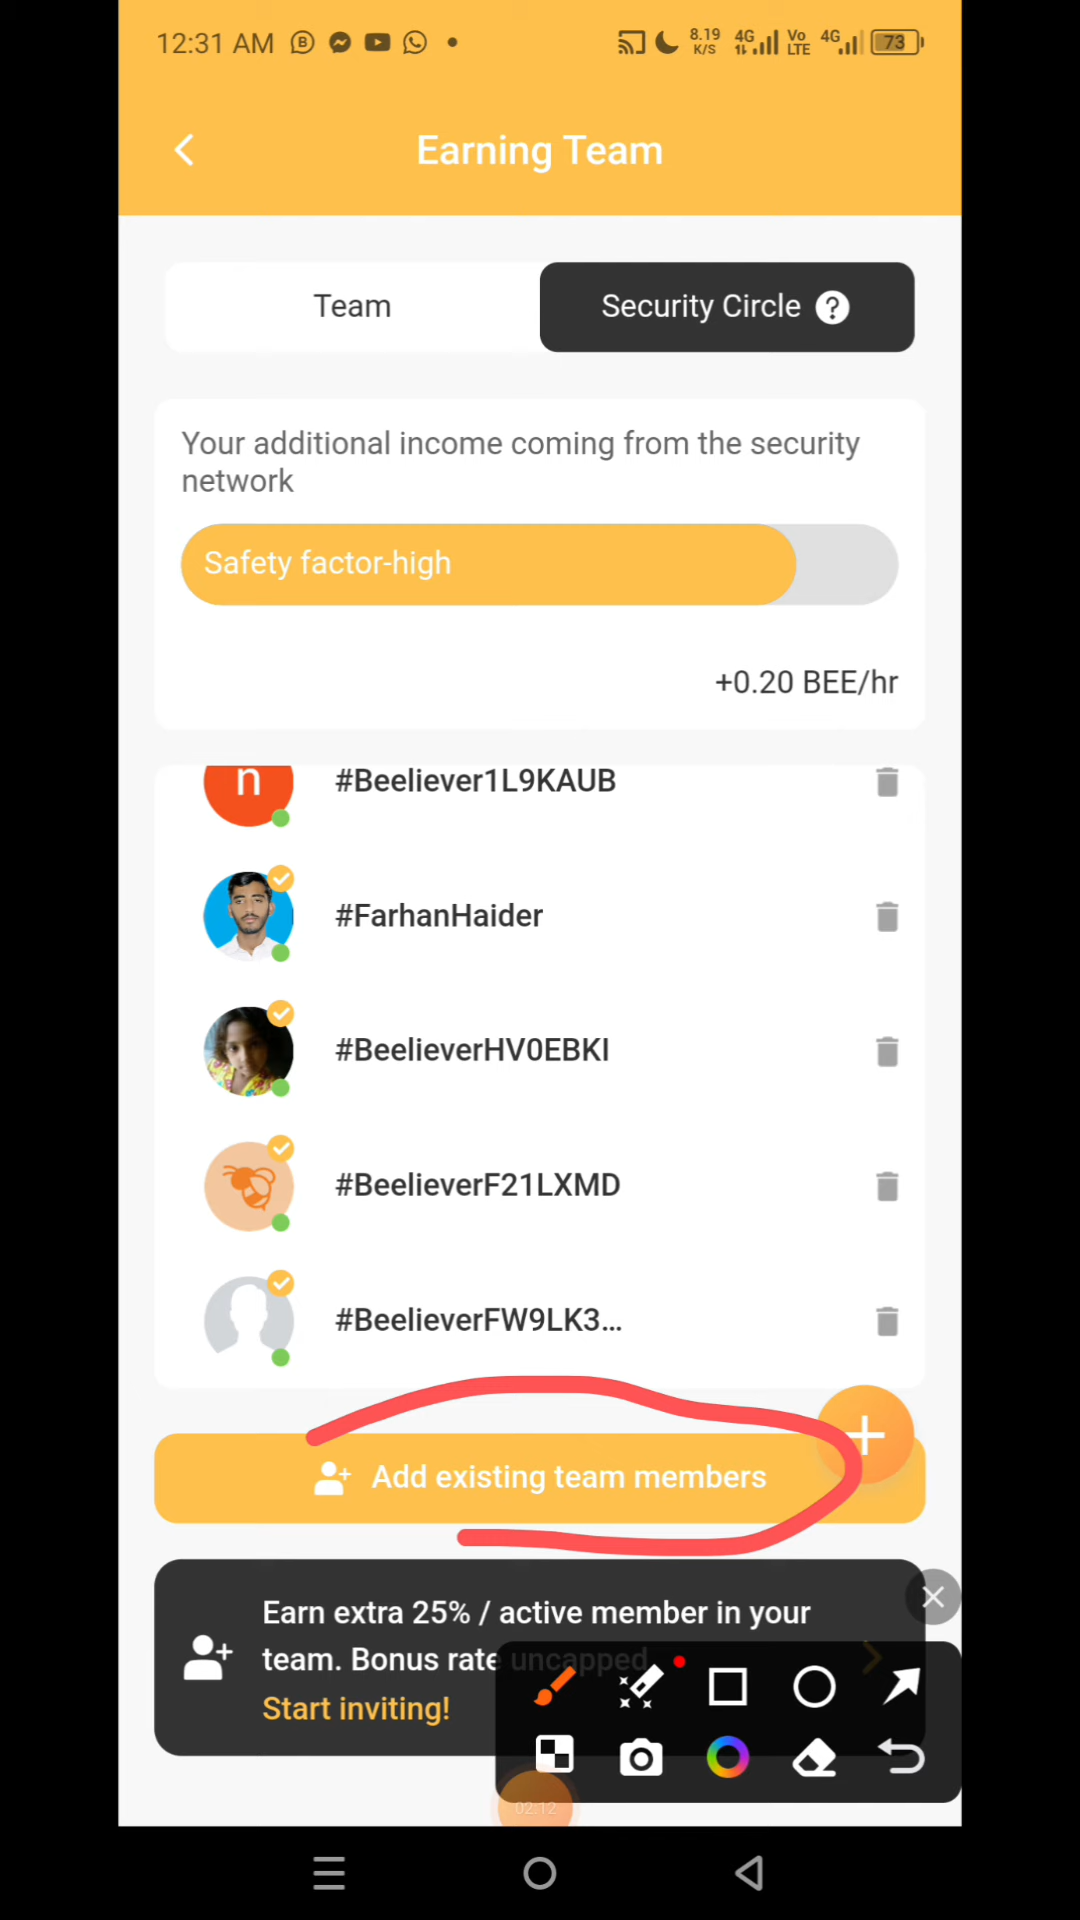 12:31 AM
8.19 K/S 4G Vo LTE 4G 73
Earning Team
Team
Security Circle ?
Your additional income coming from the security
network
Safety factor-high
+0.20 BEE/hr
n
#Beeliever1L9KAUB
#FarhanHaider
#BeelieverHV0EBKI
#BeelieverF21LXMD
#BeelieverFW9LK3...
Add existing team members
Earn extra 25% / active member in your
team. Bonus rate uncapped
Start inviting!
02:12